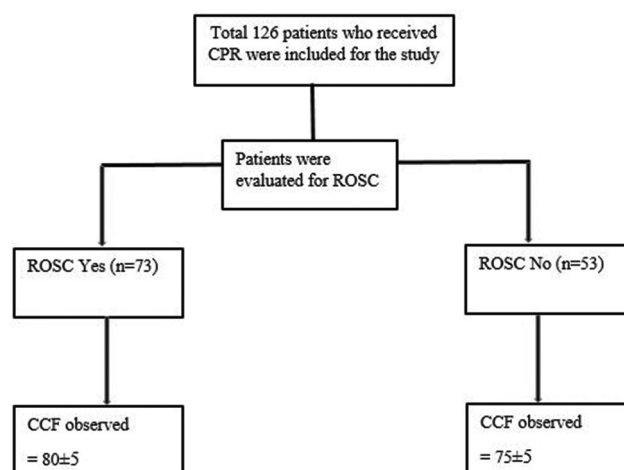 Total 126 patients who received
CPR were included for the study
Patients were
evaluated for ROSC
ROSC Yes (n=73)
ROSC No (n=53)
CCF observed
= 80±5
CCF observed
= 75±5